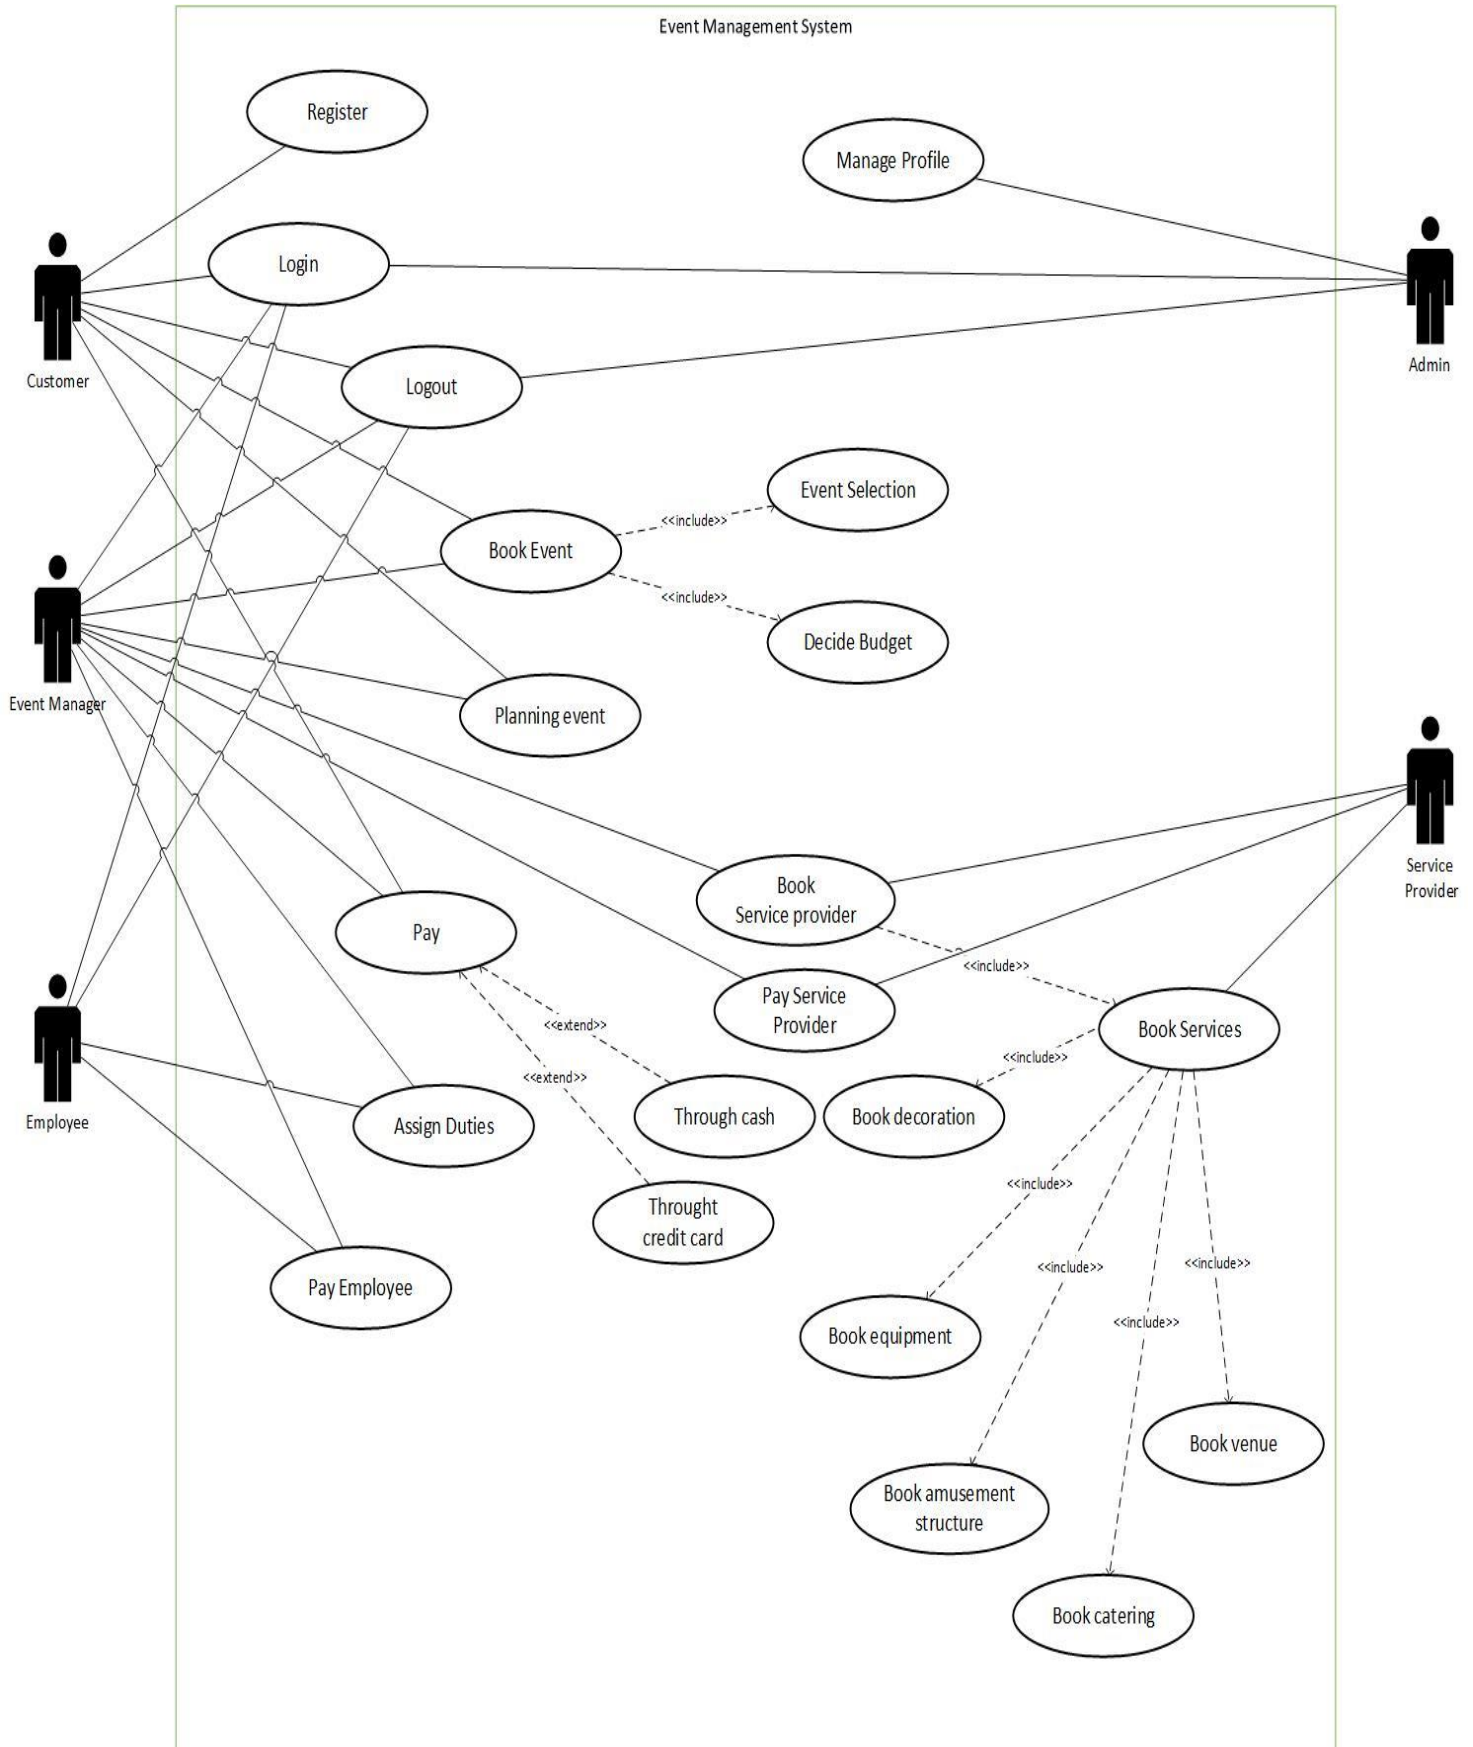 Event Management System
Register
Manage Profile
Login
Customer
Logout
Admin
Event Selection
<<include>>
Book Event
<<include>>
Decide Budget
Event Manager
Planning event
Service
Provider
Book
Service provider
Pay
<<include>>
Pay Service
Provider
<<extend>>
Book Services
<<include>>
<<extend>>
Employee
Assign Duties
Through cash
Book decoration
<<include>>
Throught
credit card
<<include>>
<<include>>
Pay Employee
<<include>>
Book equipment
Book venue
Book amusement
structure
Book catering